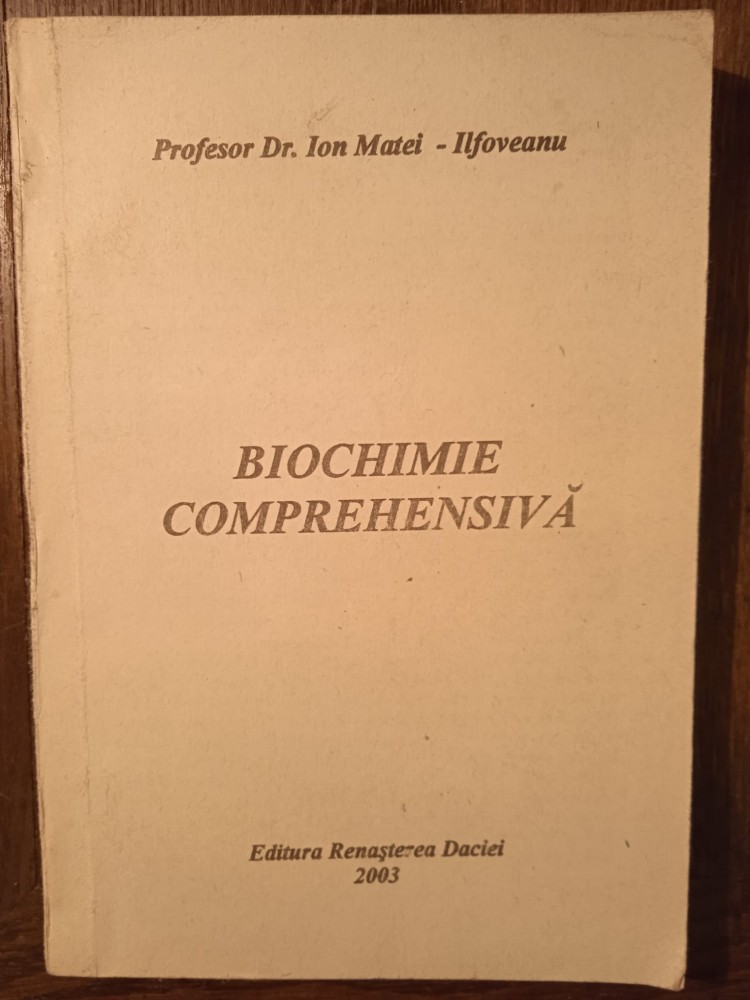 Profesor Dr. Ion Matei - Ilfoveanu
BIOCHIMIE
COMPREHENSIVĂ
Editura Renaşterea Daciei
2003